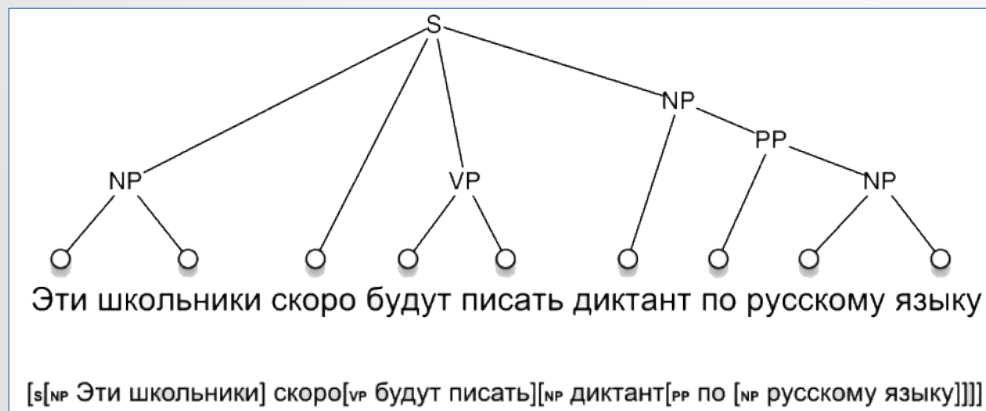 S
NP
PP
NP VP NP
Эти школьники скоро будут писать диктант по русскому языку
[S[NP Эти школьники] скоро[VP будут писать][NP диктант[PP по [NP русскому языку]]]]